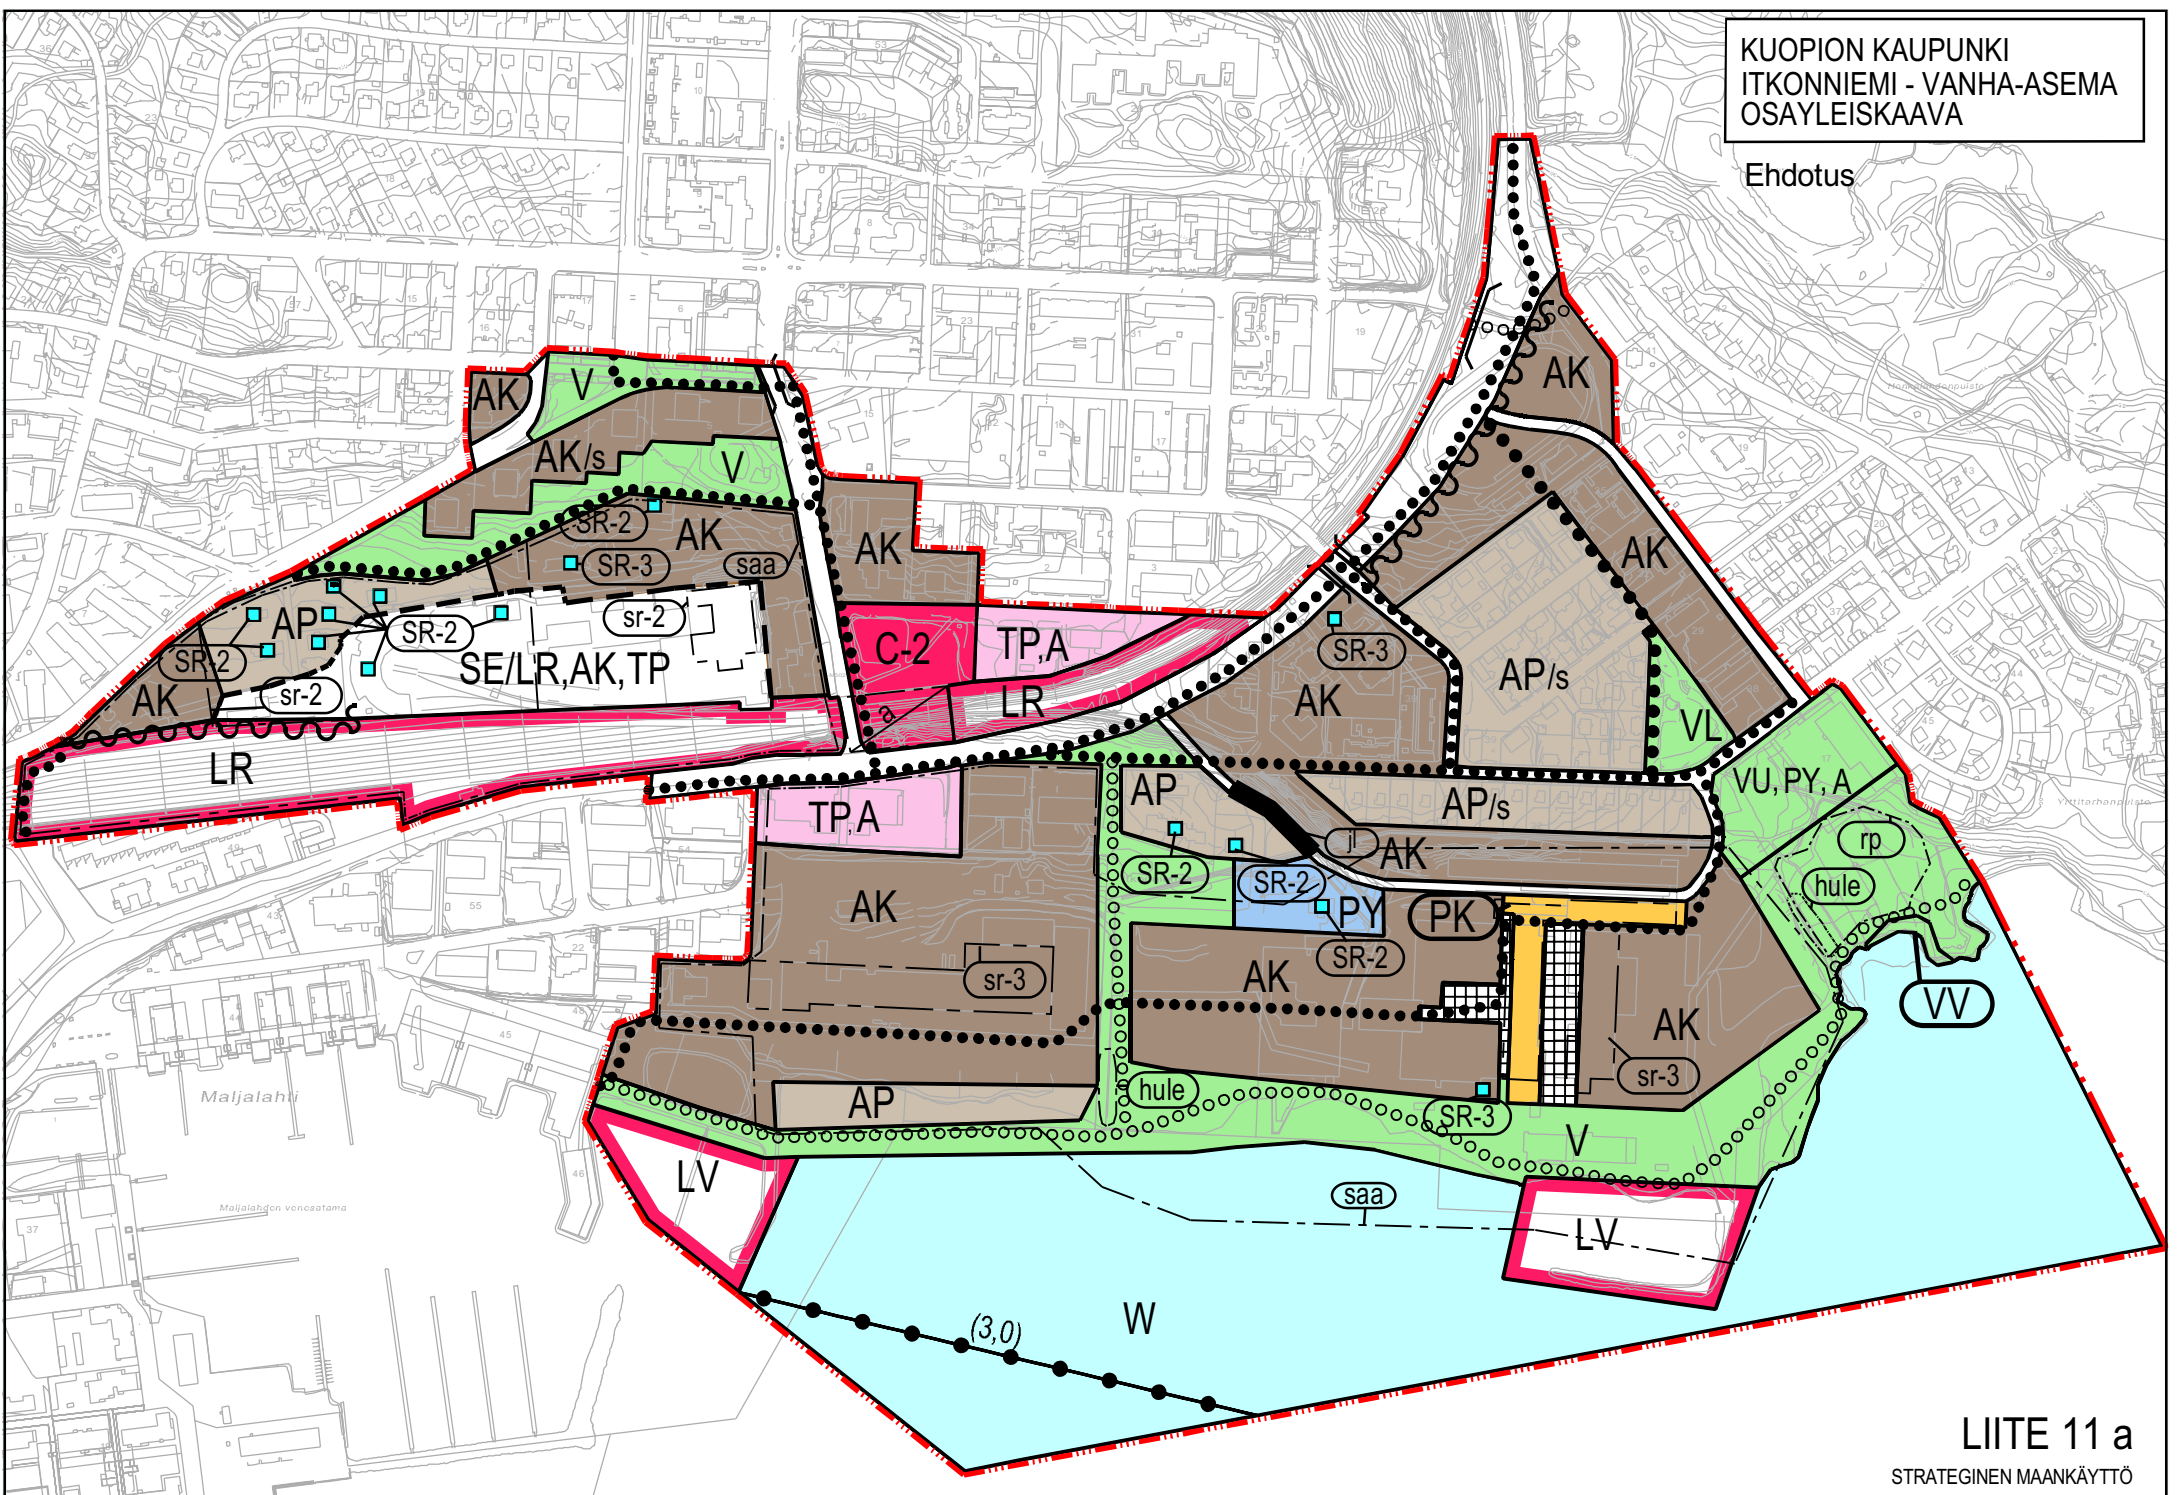 KUOPION KAUPUNKI
ITKONNIEMI - VANHA-ASEMA
OSAYLEISKAAVA
Ehdotus
AK
V
AK/s
V
SR-2
AK
SR-3
saa
AK
AP
SR-2
sr-2
SR-2
sr-2
AK
SE/LR,AK,TP
LR
C-2
TP,A
LR
a
AK
AK
SR-3
AK
AP/s
VL
VU, PY, A
rp
hule
VV
TP,A
AP
SR-2
SR-2
jl
AP/s
AK
PY
SR-2
PK
AK
sr-3
AK
AK
sr-3
AP
hule
SR-3
V
LV
saa
LV
W
(3,0)
Maljalahti
Maljalahden venesatama
LIITE 11 a
STRATEGINEN MAANKÄYTTÖ